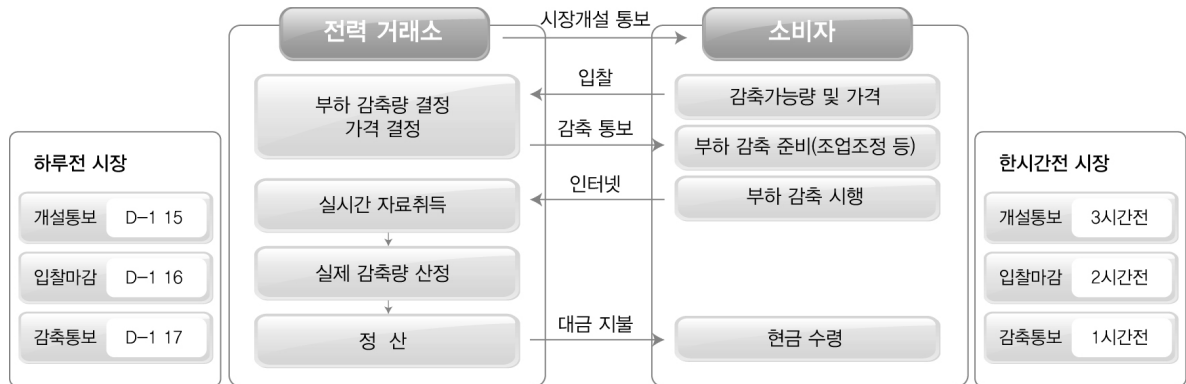 하루전 시장
개설통보 D-1 15
입찰마감 D-1 16
감축통보 D-1 17
전력 거래소
부하 감축량 결정
가격 결정
실시간 자료취득
실제 감축량 산정
정 산
시장개설 통보
입찰
감축 통보
인터넷
대금 지불
소비자
감축가능량 및 가격
부하 감축 준비(조업조정 등)
부하 감축 시행
현금 수령
한시간전 시장
개설통보 3시간전
입찰마감 2시간전
감축통보 1시간전